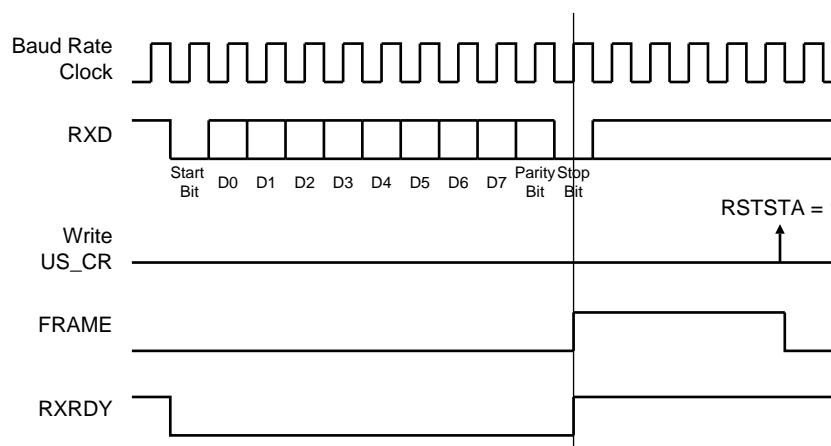 Baud Rate
Clock
RXD
Start
Bit
D0 D1 D2 D3 D4 D5 D6 D7
Parity
Bit
Stop
Bit
RSTSTA =
Write
US_CR
FRAME
RXRDY